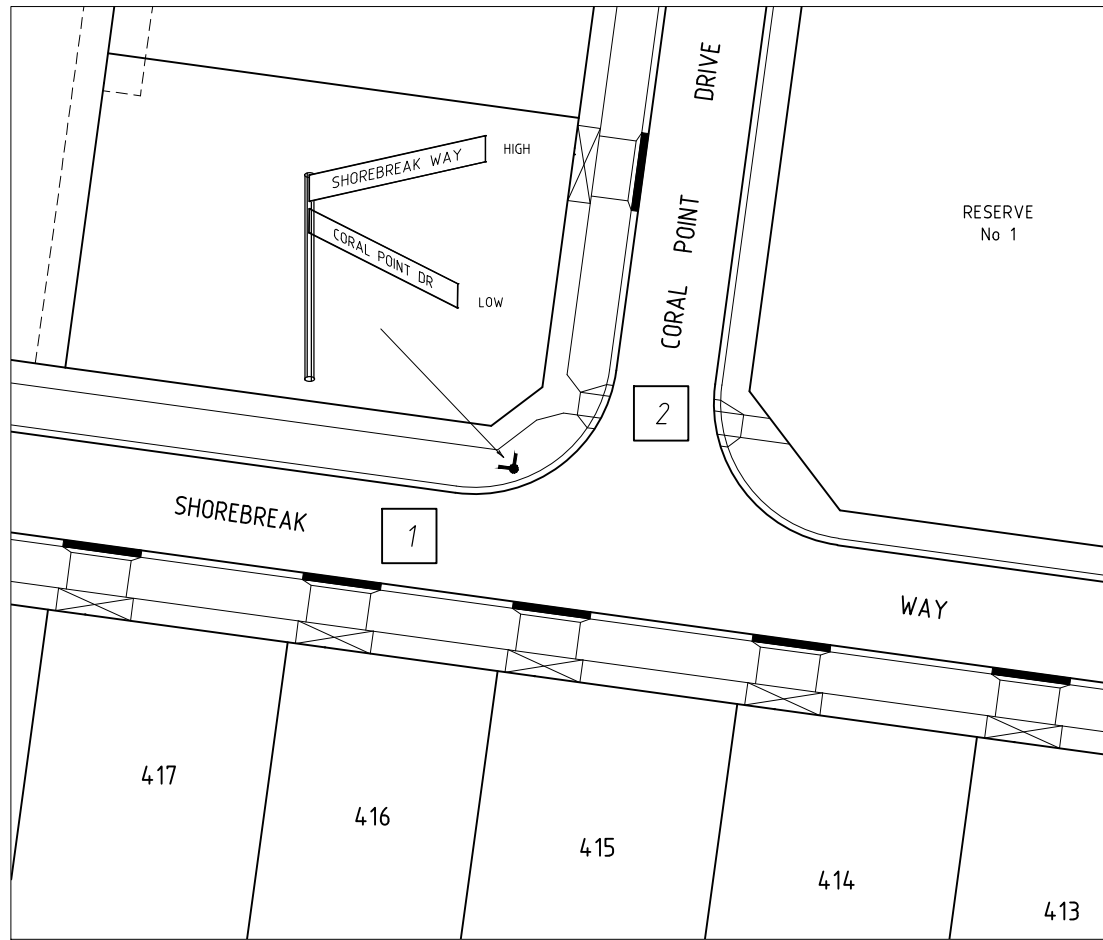 DRIVE
SHOREBREAK WAY
HIGH
CORAL POINT DR
LOW
CORAL POINT
RESERVE
No 1
2
SHOREBREAK
1
WAY
417
416
415
414
413